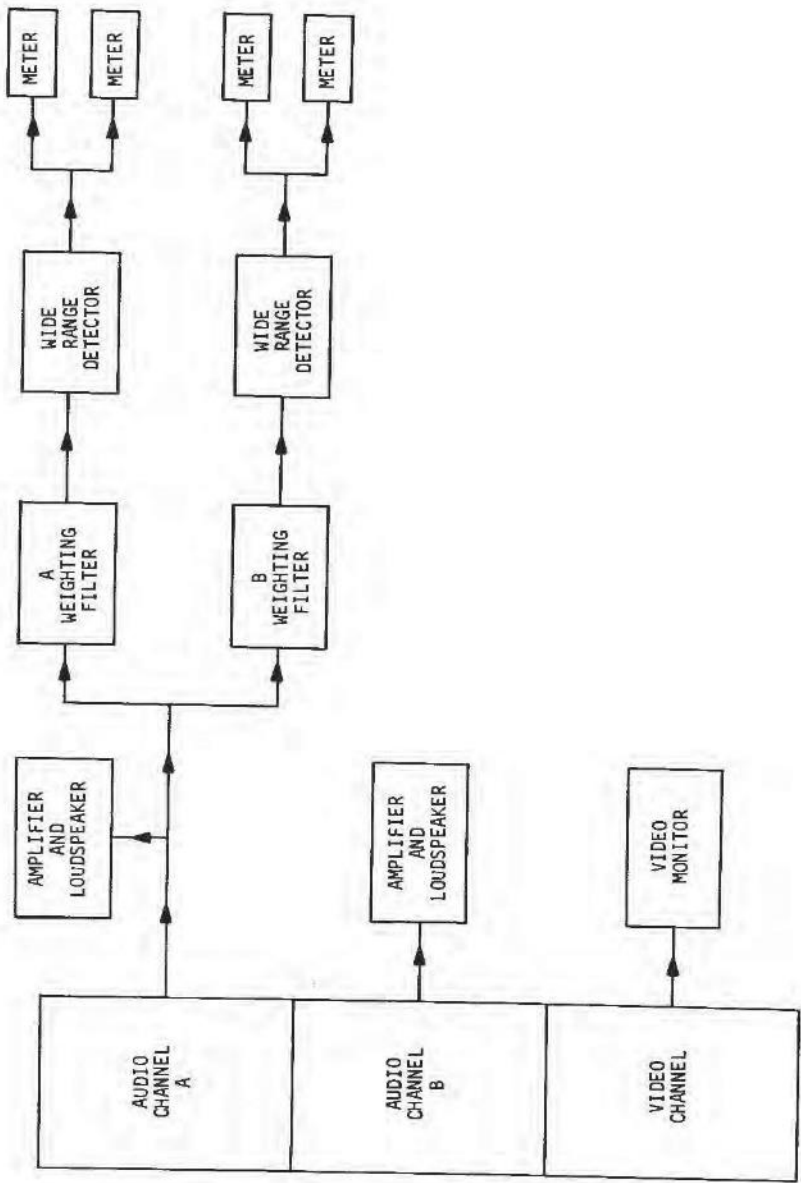 AUDIO
CHANNEL
A
AUDIO
CHANNEL
B
VIDEO
CHANNEL
AMPLIFIER
AND
LOUDSPEAKER
AMPLIFIER
AND
LOUDSPEAKER
VIDEO
MONITOR
A
WEIGHTING
FILTER
B
WEIGHTING
FILTER
WIDE
RANGE
DETECTOR
WIDE
RANGE
DETECTOR
METER
METER
METER
METER